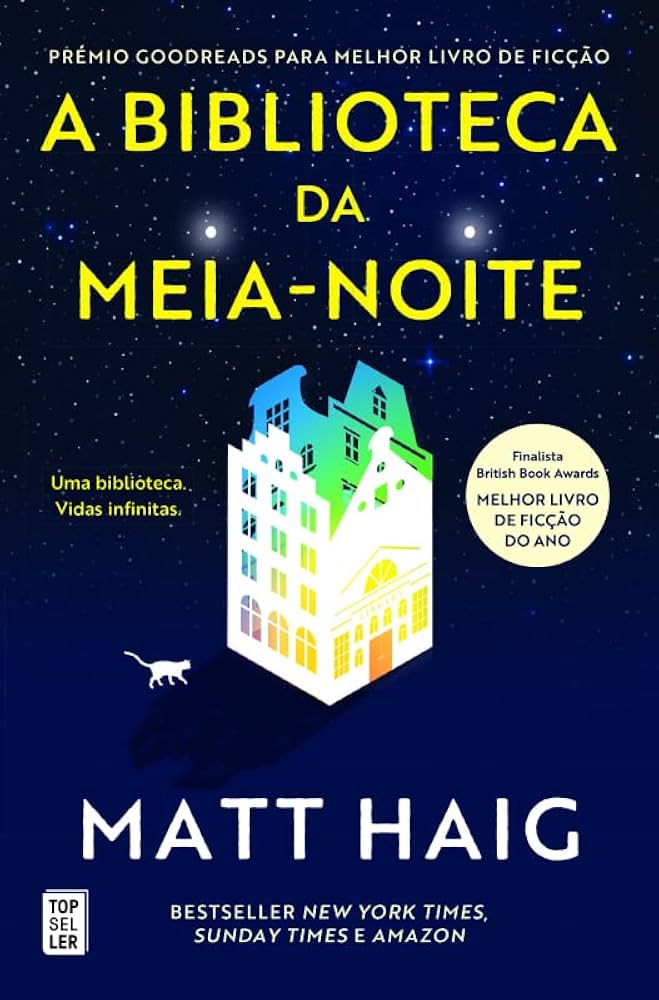 PRÉMIO GOODREADS PARA MELHOR LIVRO DE FICÇÃO
A BIBLIOTECA
DA
MEIA-NOITE
Uma biblioteca.
Vidas infinitas.
Finalista
British Book Awards
MELHOR LIVRO
DE FICÇÃO
DO ANO
LIBRARY
MATT HAIG
TOP
SEL
LER
BESTSELLER NEW YORK TIMES,
SUNDAY TIMES E AMAZON